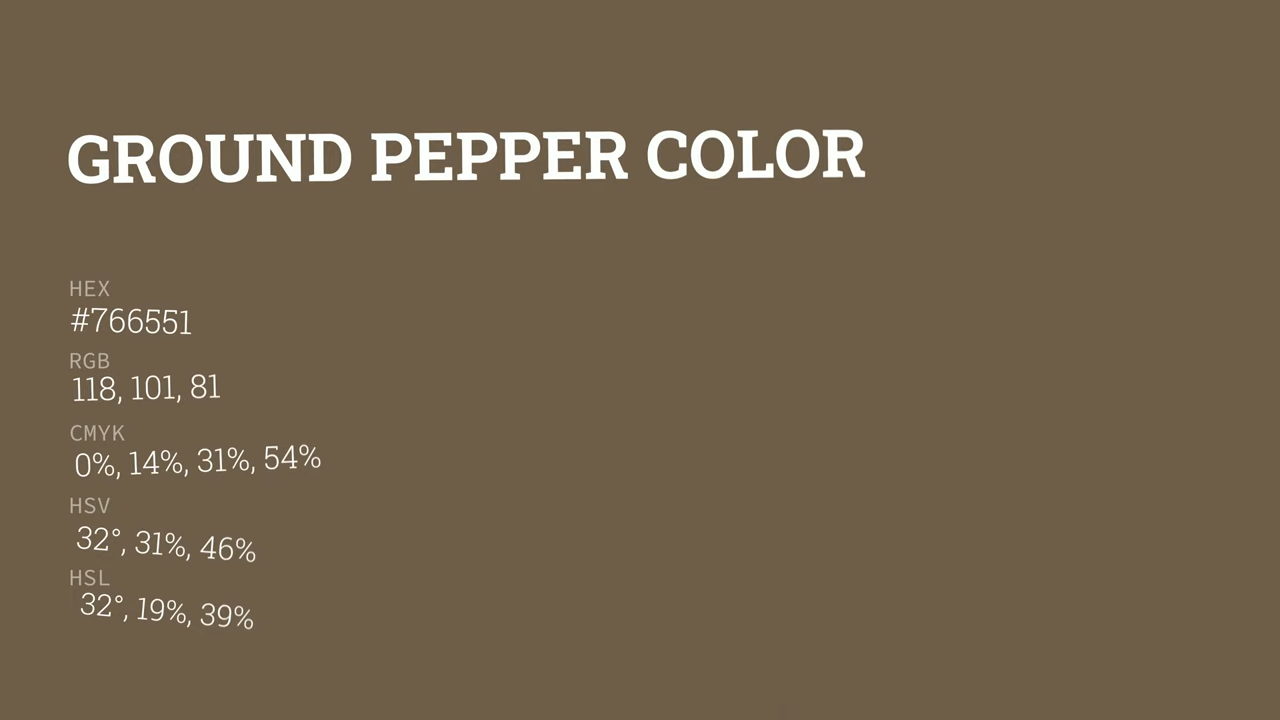 GROUND PEPPER COLOR
HEX
#766551
RGB
118, 101, 81
CMYK
0%, 14%, 31%, 54%
HSV
32°, 31%, 46%
HSL
32°, 19%, 39%